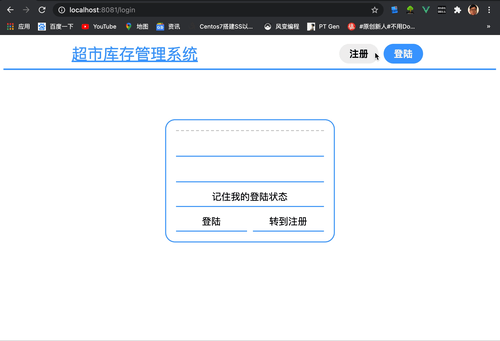 localhost:8081/login
应用 百度一下 YouTube 地图 资讯 Centos7搭建SS以... 风变编程 PT Gen #原创新人#不用Do... »
超市库存管理系统
注册 登陆
记住我的登陆状态
登陆 转到注册